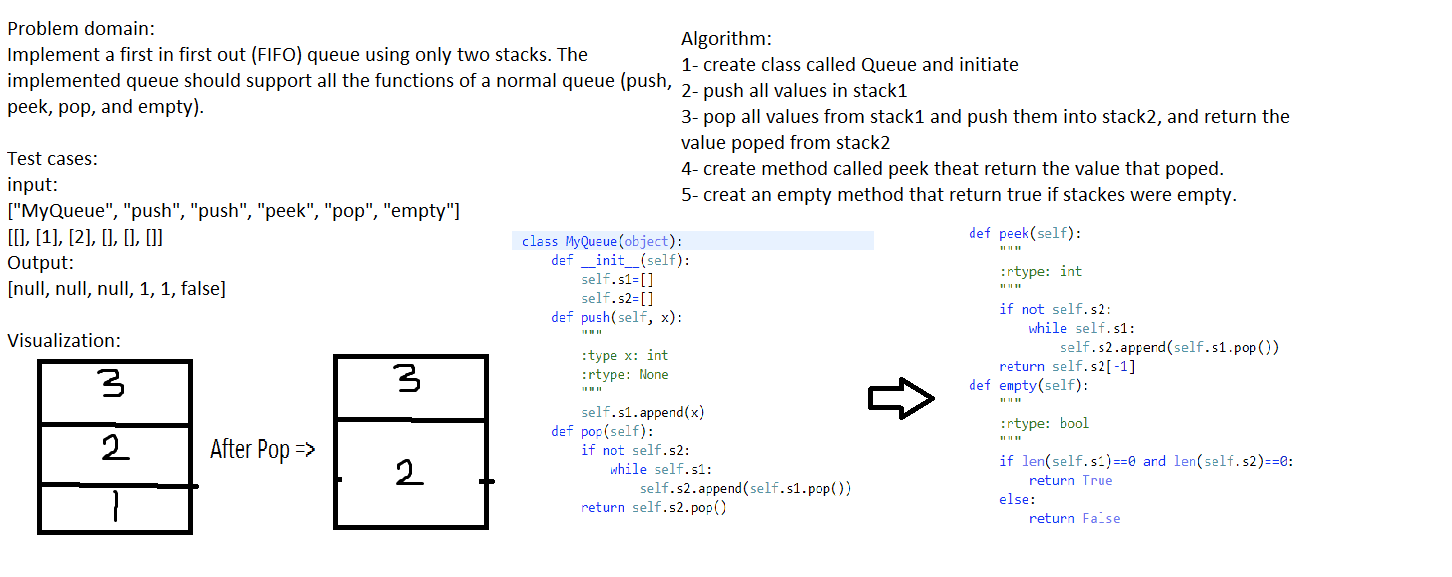 Problem domain:
Implement a first in first out (FIFO) queue using only two stacks. The
implemented queue should support all the functions of a normal queue (push,
peek, pop, and empty).
Test cases:
input:
["MyQueue", "push", "push", "peek", "pop", "empty"]
[[], [1], [2], [], [], []]
Output:
[null, null, null, 1, 1, false]
Visualization:
3
2
1
After Pop =>
3
2
Algorithm:
1- create class called Queue and initiate
2- push all values in stack1
3- pop all values from stack1 and push them into stack2, and return the
value poped from stack2
4- create method called peek theat return the value that poped.
5- creat an empty method that return true if stackes were empty.
class MyQueue(object):
    def __init__(self):
        self.s1=[]
        self.s2=[]
    def push(self, x):
        """
        :type x: int
        :rtype: None
        """
        self.s1.append(x)
    def pop(self):
        if not self.s2:
            while self.s1:
                self.s2.append(self.s1.pop())
        return self.s2.pop()
    def peek(self):
        """
        :rtype: int
        """
        if not self.s2:
            while self.s1:
                self.s2.append(self.s1.pop())
        return self.s2[-1]
    def empty(self):
        """
        :rtype: bool
        """
        if len(self.s1)==0 and len(self.s2)==0:
            return True
        else:
            return False